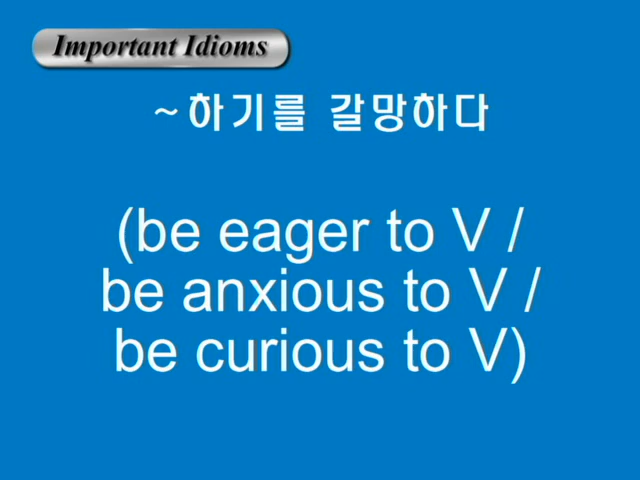 Important Idioms
~하기를 갈망하다
(be eager to V /
be anxious to V /
be curious to V)